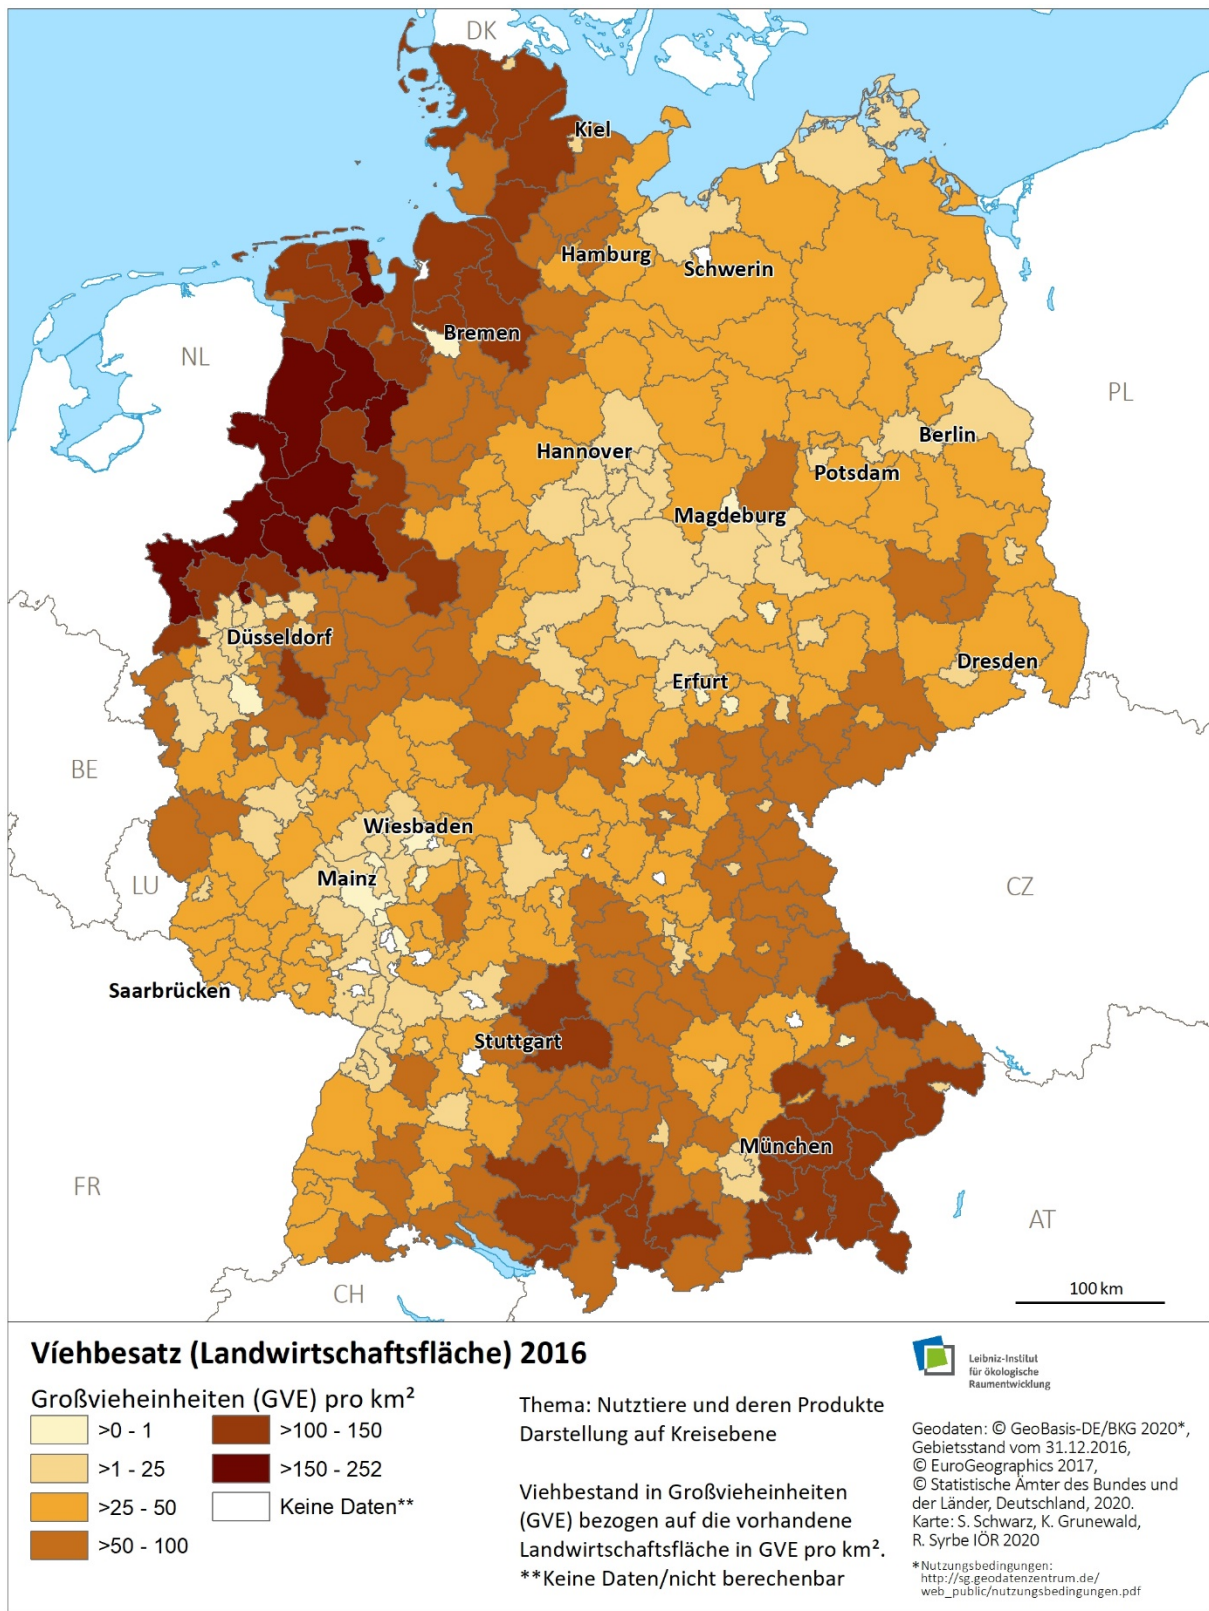 DK
Kiel
Hamburg
Schwerin
Bremen
NL
PL
Berlin
Hannover
Potsdam
Magdeburg
Düsseldorf
Dresden
Erfurt
BE
Wiesbaden
LU
Mainz
CZ
Saarbrücken
Stuttgart
München
FR
AT
CH
100 km
Víehbesatz (Landwirtschaftsfläche) 2016
Großvieheinheiten (GVE) pro km²
>0 - 1
>1 - 25
>25 - 50
>50 - 100
>100 - 150
>150 - 252
Keine Daten**
Thema: Nutztiere und deren Produkte
Darstellung auf Kreisebene
Viehbestand in Großvieheinheiten
(GVE) bezogen auf die vorhandene
Landwirtschaftsfläche in GVE pro km².
**Keine Daten/nicht berechenbar
Leibniz-Institut
für ökologische
Raumentwicklung
Geodaten: © GeoBasis-DE/BKG 2020*,
Gebietsstand vom 31.12.2016,
© EuroGeographics 2017,
© Statistische Ämter des Bundes und
der Länder, Deutschland, 2020.
Karte: S. Schwarz, K. Grunewald,
R. Syrbe IÖR 2020
*Nutzungsbedingungen:
http://sg.geodatenzentrum.de/
web_public/nutzungsbedingungen.pdf